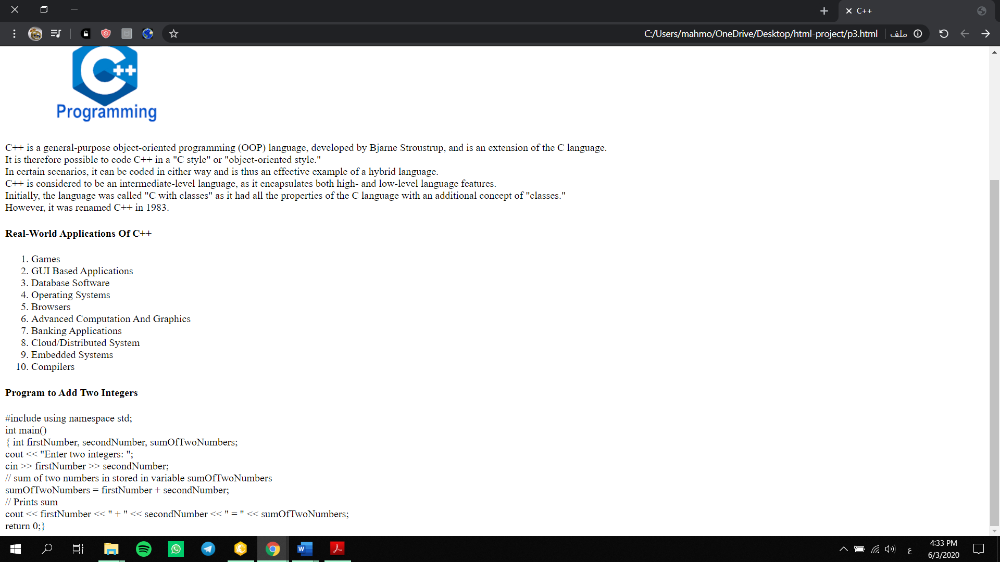 C++
C:/Users/mahmo/OneDrive/Desktop/html-project/p3.html
ملف
C++
Programming
C++ is a general-purpose object-oriented programming (OOP) language, developed by Bjarne Stroustrup, and is an extension of the C language.
It is therefore possible to code C++ in a "C style" or "object-oriented style."
In certain scenarios, it can be coded in either way and is thus an effective example of a hybrid language.
C++ is considered to be an intermediate-level language, as it encapsulates both high- and low-level language features.
Initially, the language was called "C with classes" as it had all the properties of the C language with an additional concept of "classes."
However, it was renamed C++ in 1983.
Real-World Applications Of C++
1. Games
2. GUI Based Applications
3. Database Software
4. Operating Systems
5. Browsers
6. Advanced Computation And Graphics
7. Banking Applications
8. Cloud/Distributed System
9. Embedded Systems
10. Compilers
Program to Add Two Integers
#include using namespace std;
int main()
{ int firstNumber, secondNumber, sumOfTwoNumbers;
cout << "Enter two integers: ";
cin >> firstNumber >> secondNumber;
// sum of two numbers in stored in variable sumOfTwoNumbers
sumOfTwoNumbers = firstNumber + secondNumber;
// Prints sum
cout << firstNumber << " + " << secondNumber << " = " << sumOfTwoNumbers;
return 0;}
W
ع
4:33 PM
6/3/2020